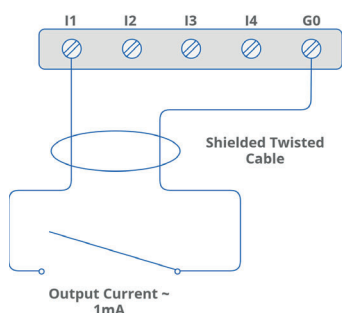 I1 I2 I3 I4 G0
Shielded Twisted
Cable
Output Current ~
1mA